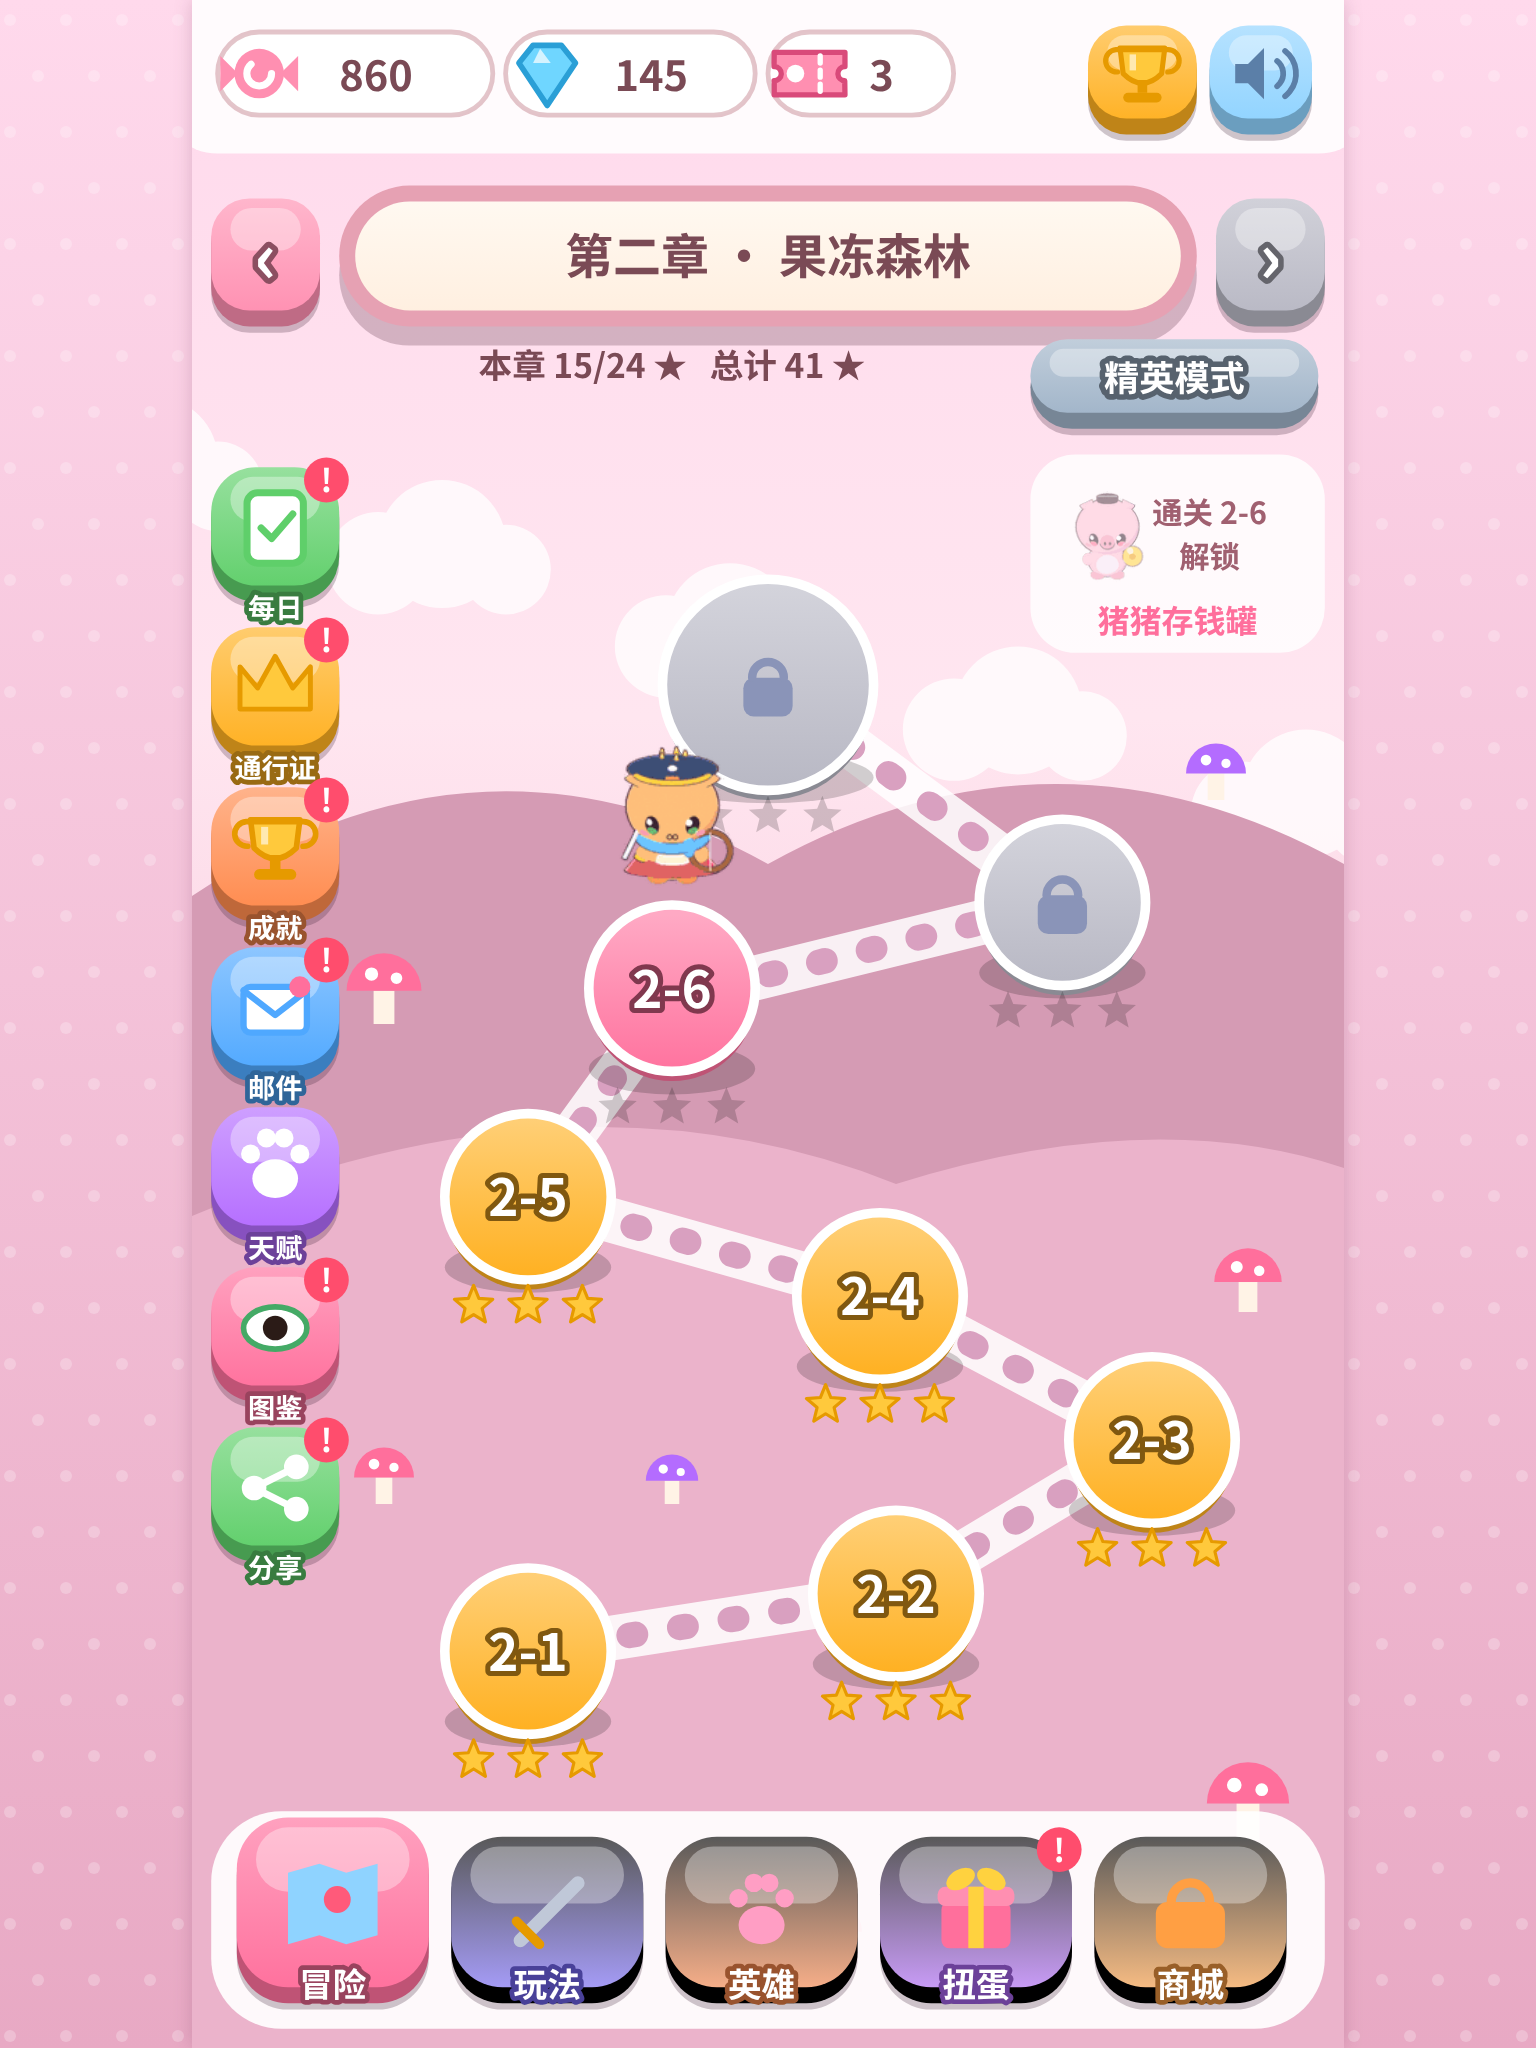 860
145
3
第二章 · 果冻森林
本章 15/24 ★ 总计 41 ★
精英模式
通关 2-6
解锁
猪猪存钱罐
每日
通行证
成就
邮件
天赋
图鉴
分享
2-6
2-5
2-4
2-3
2-2
2-1
冒险
玩法
英雄
扭蛋
商城